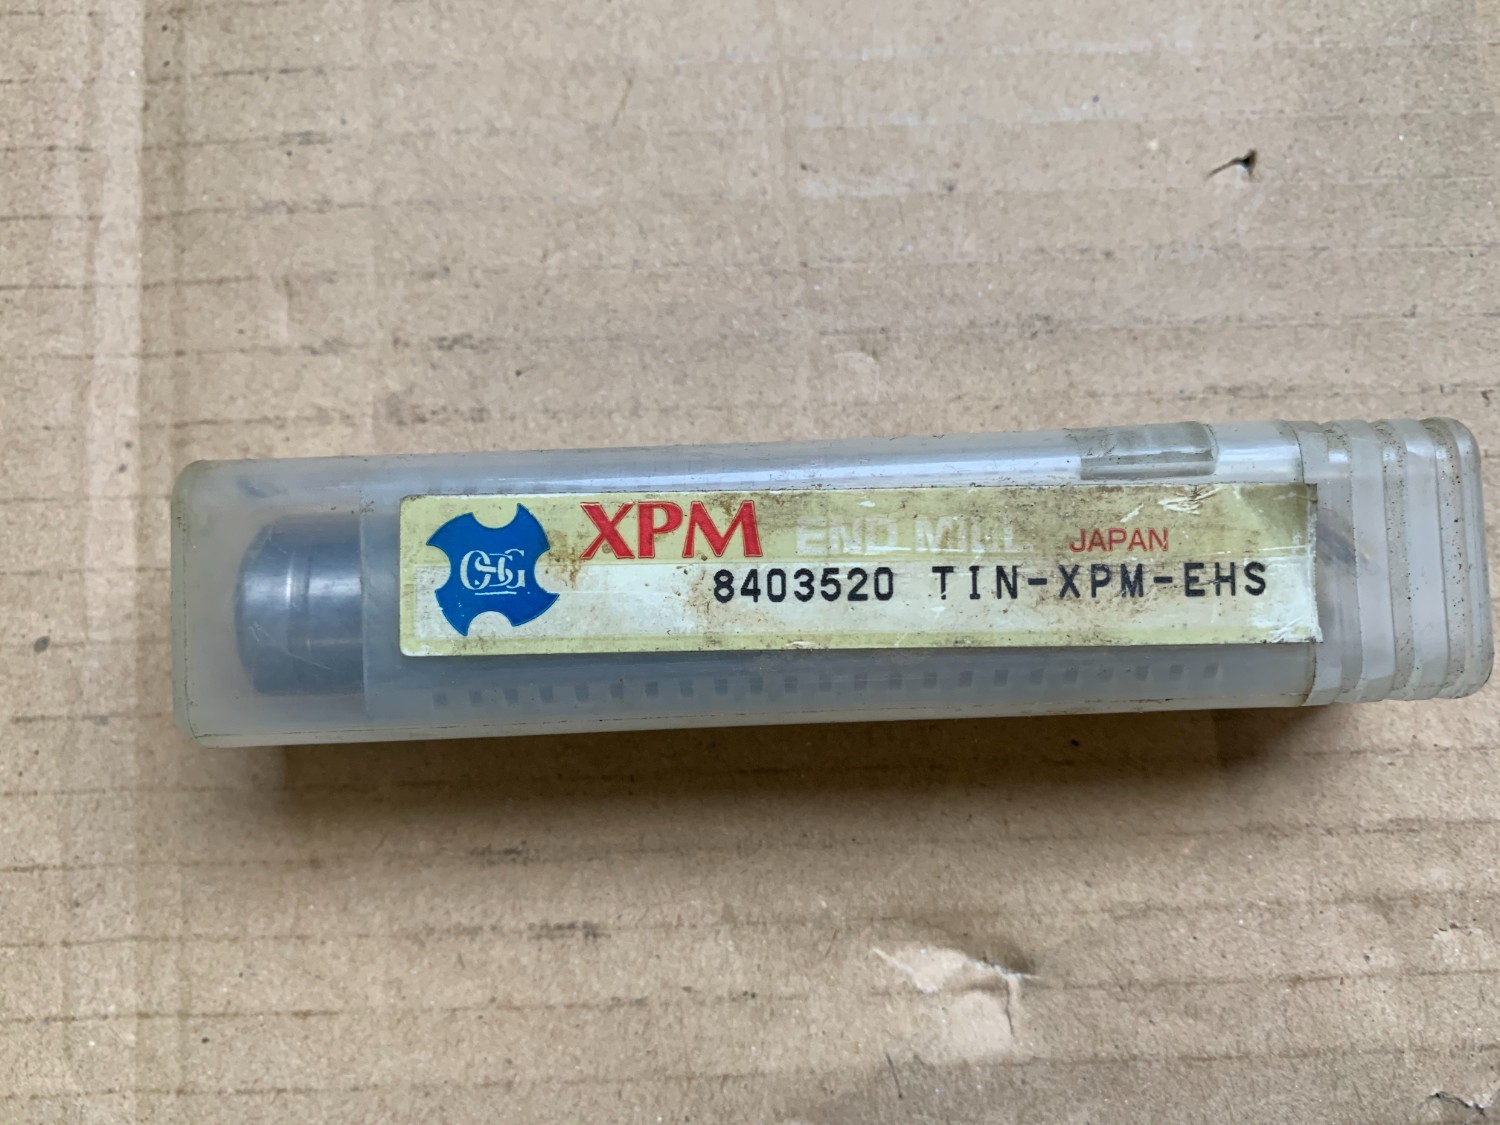 OSG XPM END MILL JAPAN
8403520 TIN-XPM-EHS